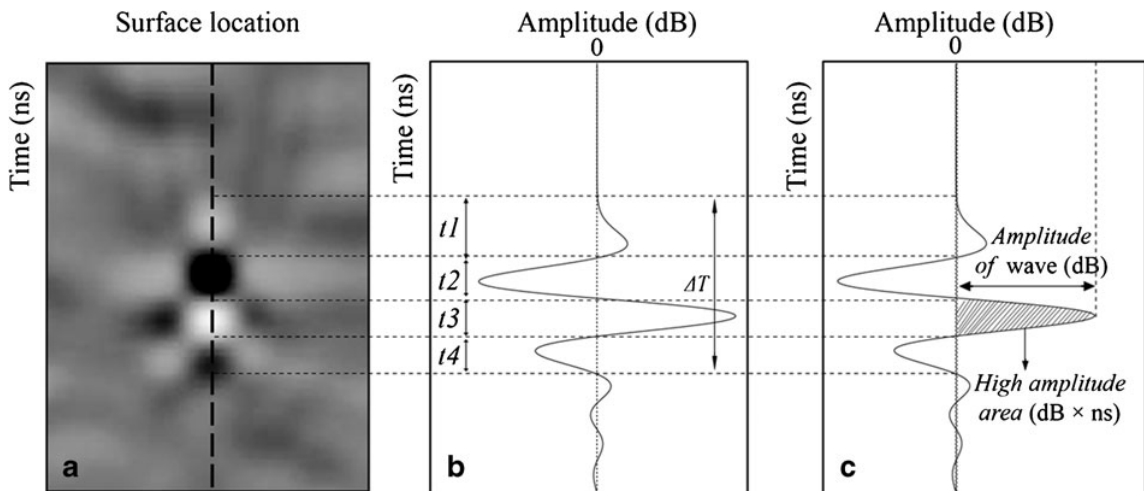 Surface location
Time (ns)
a
Amplitude (dB)
0
Time (ns)
t1
t2
t3
t4
ΔT
b
Amplitude (dB)
0
Time (ns)
Amplitude
of wave (dB)
High amplitude
area (dB × ns)
c